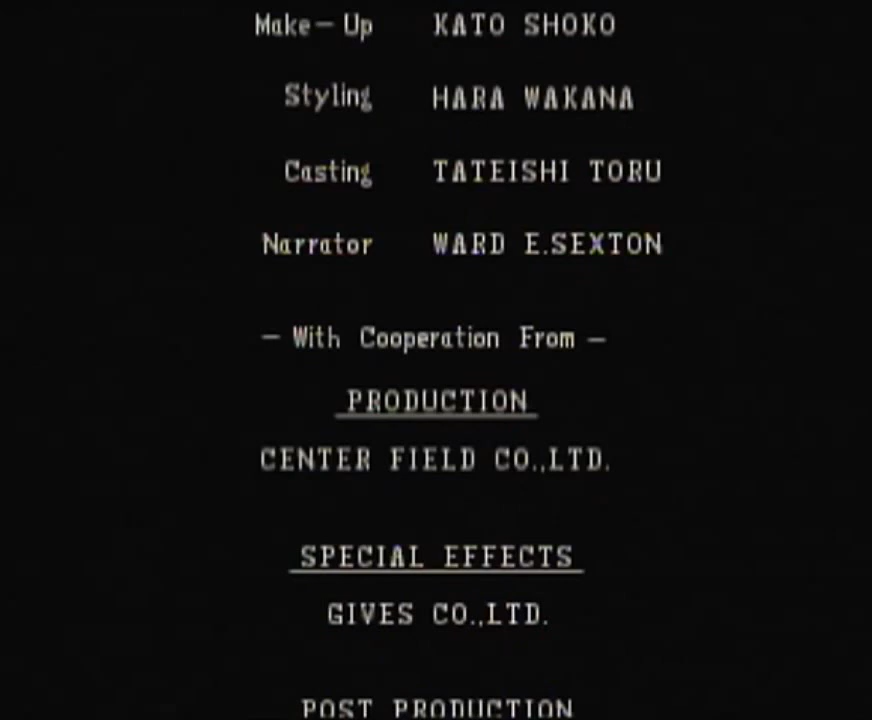 Make－Up KATO SHOKO
Styling HARA WAKANA
Casting TATEISHI TORU
Narrator WARD E.SEXTON
－ With Cooperation From －
PRODUCTION
CENTER FIELD CO.,LTD.
SPECIAL EFFECTS
GIVES CO.,LTD.
POST PRODUCTION